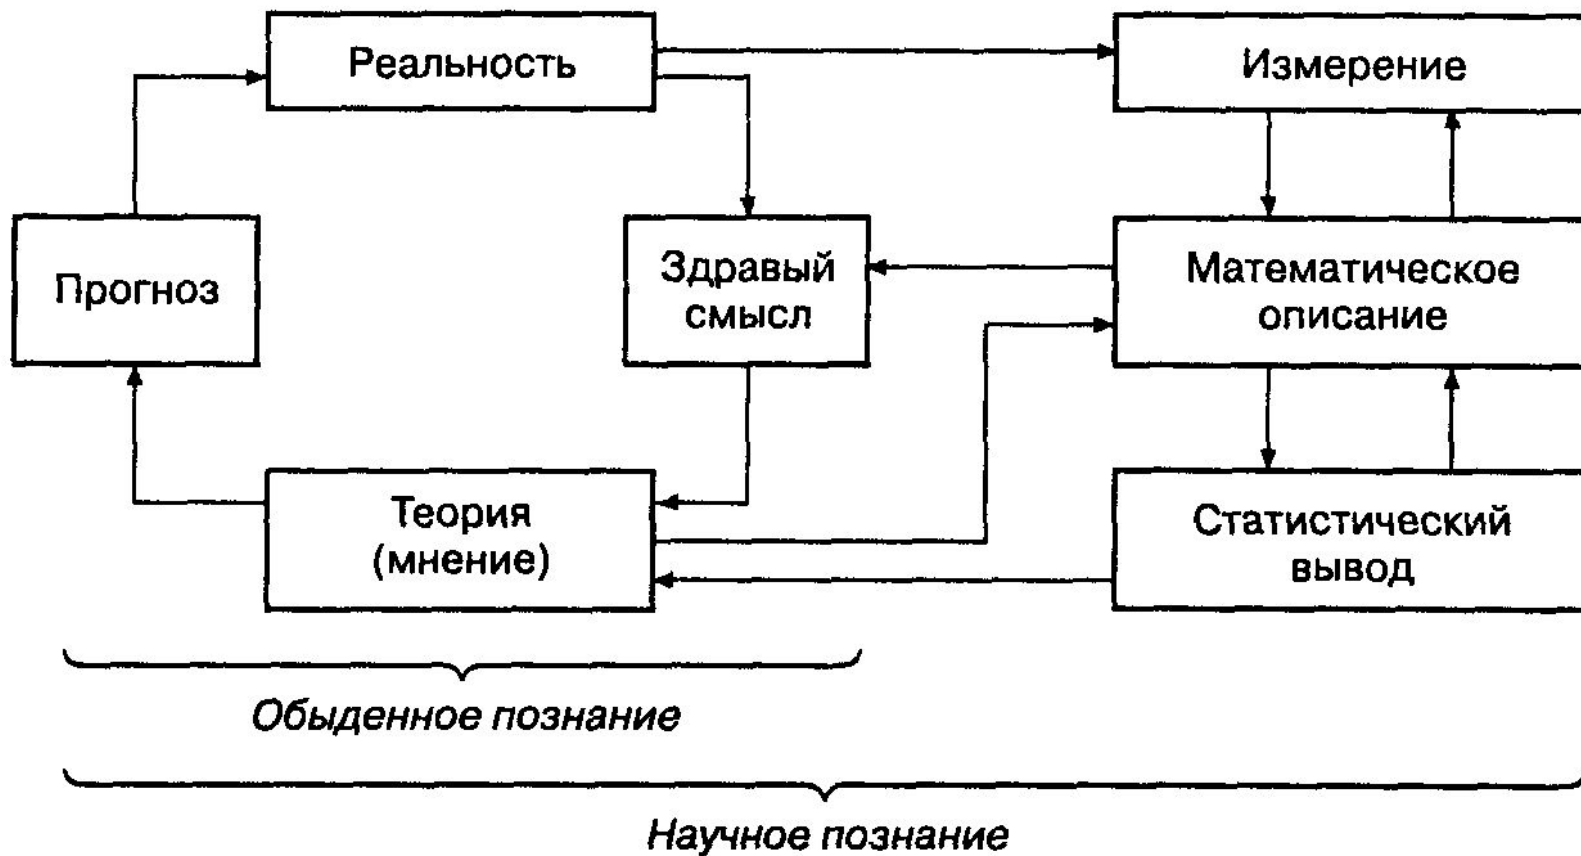 Реальность
Измерение
Прогноз
Здравый
смысл
Математическое
описание
Теория
(мнение)
Статистический
вывод
Обыденное познание
Научное познание